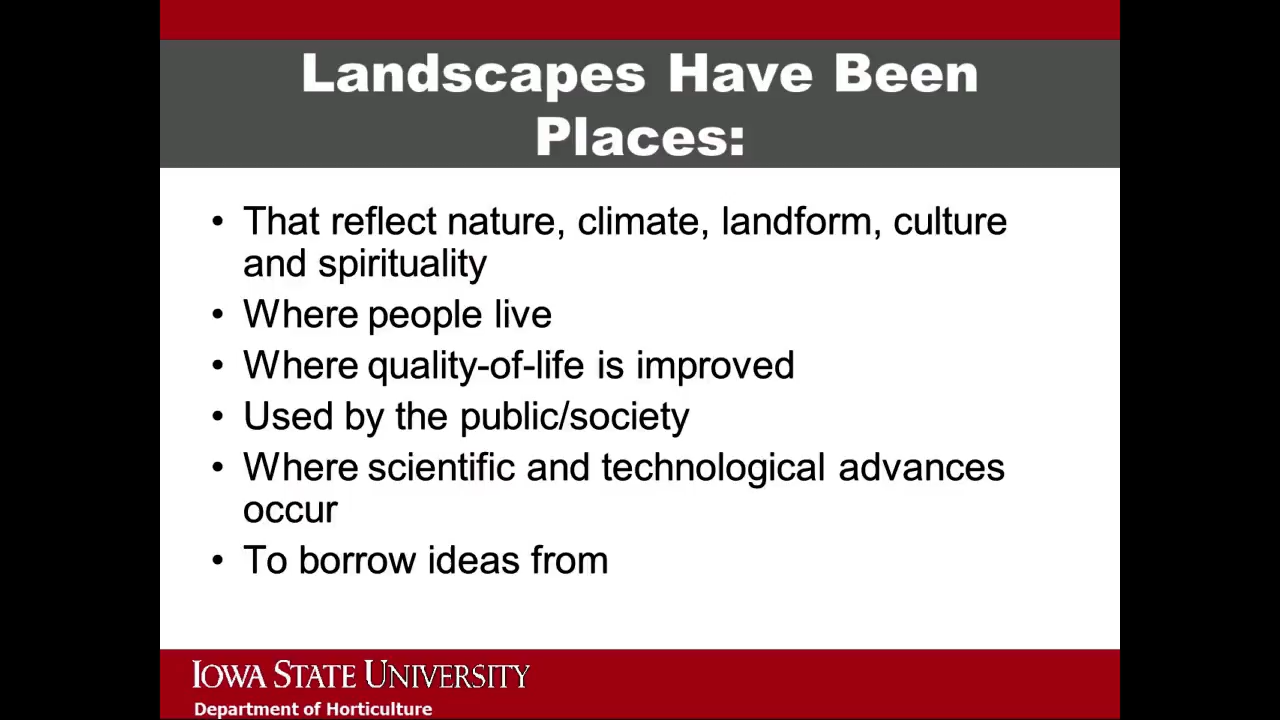 Landscapes Have Been
Places:
• That reflect nature, climate, landform, culture
and spirituality
• Where people live
• Where quality-of-life is improved
• Used by the public/society
• Where scientific and technological advances
occur
• To borrow ideas from
IOWA STATE UNIVERSITY
Department of Horticulture